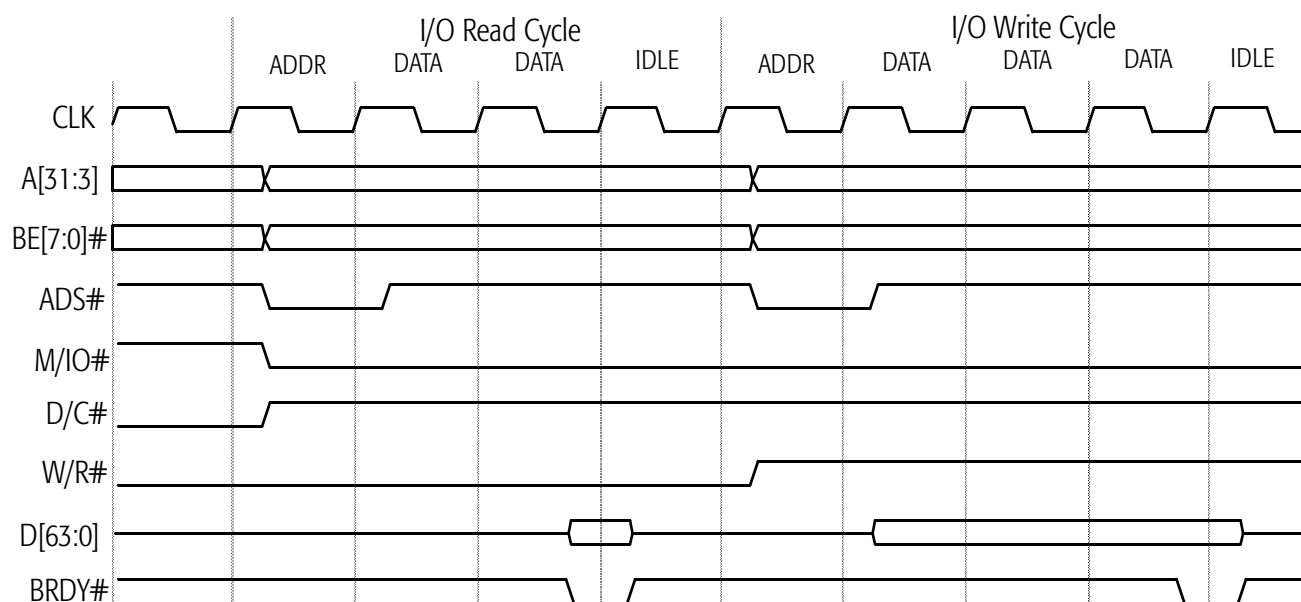 I/O Read Cycle I/O Write Cycle
ADDR DATA DATA IDLE ADDR DATA DATA DATA IDLE
CLK
A[31:3]
BE[7:0]#
ADS#
M/IO#
D/C#
W/R#
D[63:0]
BRDY#